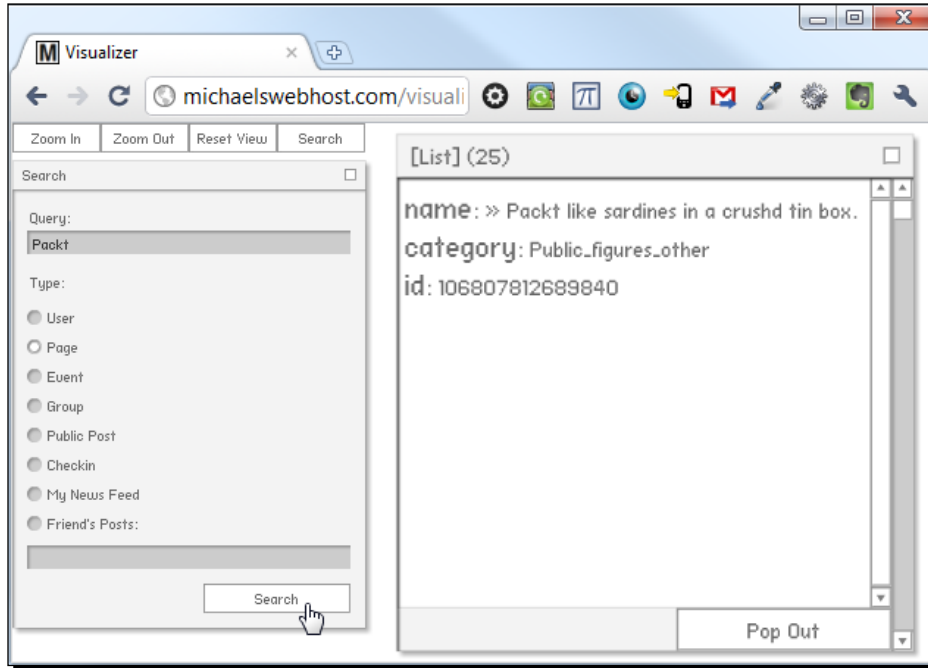 M Visualizer
michaelswebhost.com/visuali
Zoom In Zoom Out Reset View Search
Search
Query:
Packt
Type:
User
Page
Event
Group
Public Post
Checkin
My News Feed
Friend's Posts:
Search
[List] (25)
name: » Packt like sardines in a crushd tin box.
category: Public_figures_other
id: 106807812689840
Pop Out